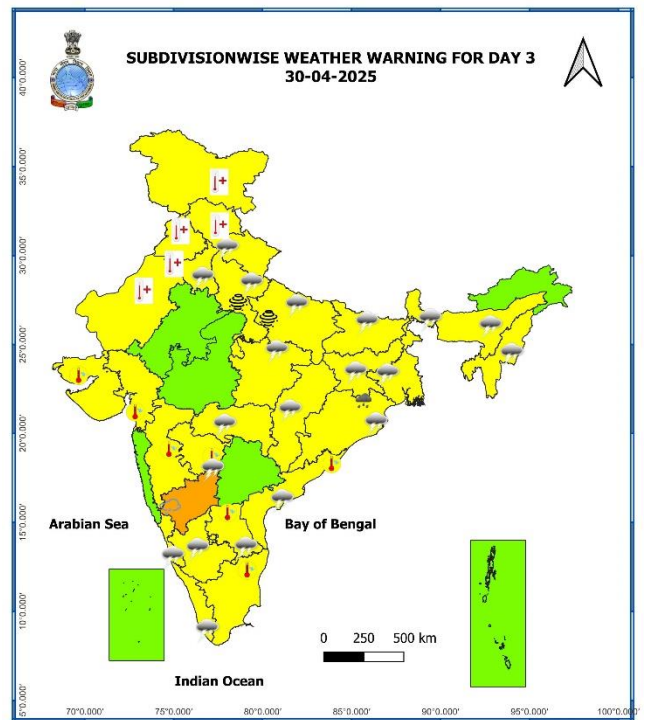 SUBDIVISIONWISE WEATHER WARNING FOR DAY 3
30-04-2025
40°0.000'
35°0.000'
30°0.000'
25°0.000'
20°0.000'
15°0.000'
10°0.000'
5°0.000'
Arabian Sea
Bay of Bengal
0 250 500 km
Indian Ocean
70°0.000' 75°0.000' 80°0.000' 85°0.000' 90°0.000' 95°0.000' 100°0.000'